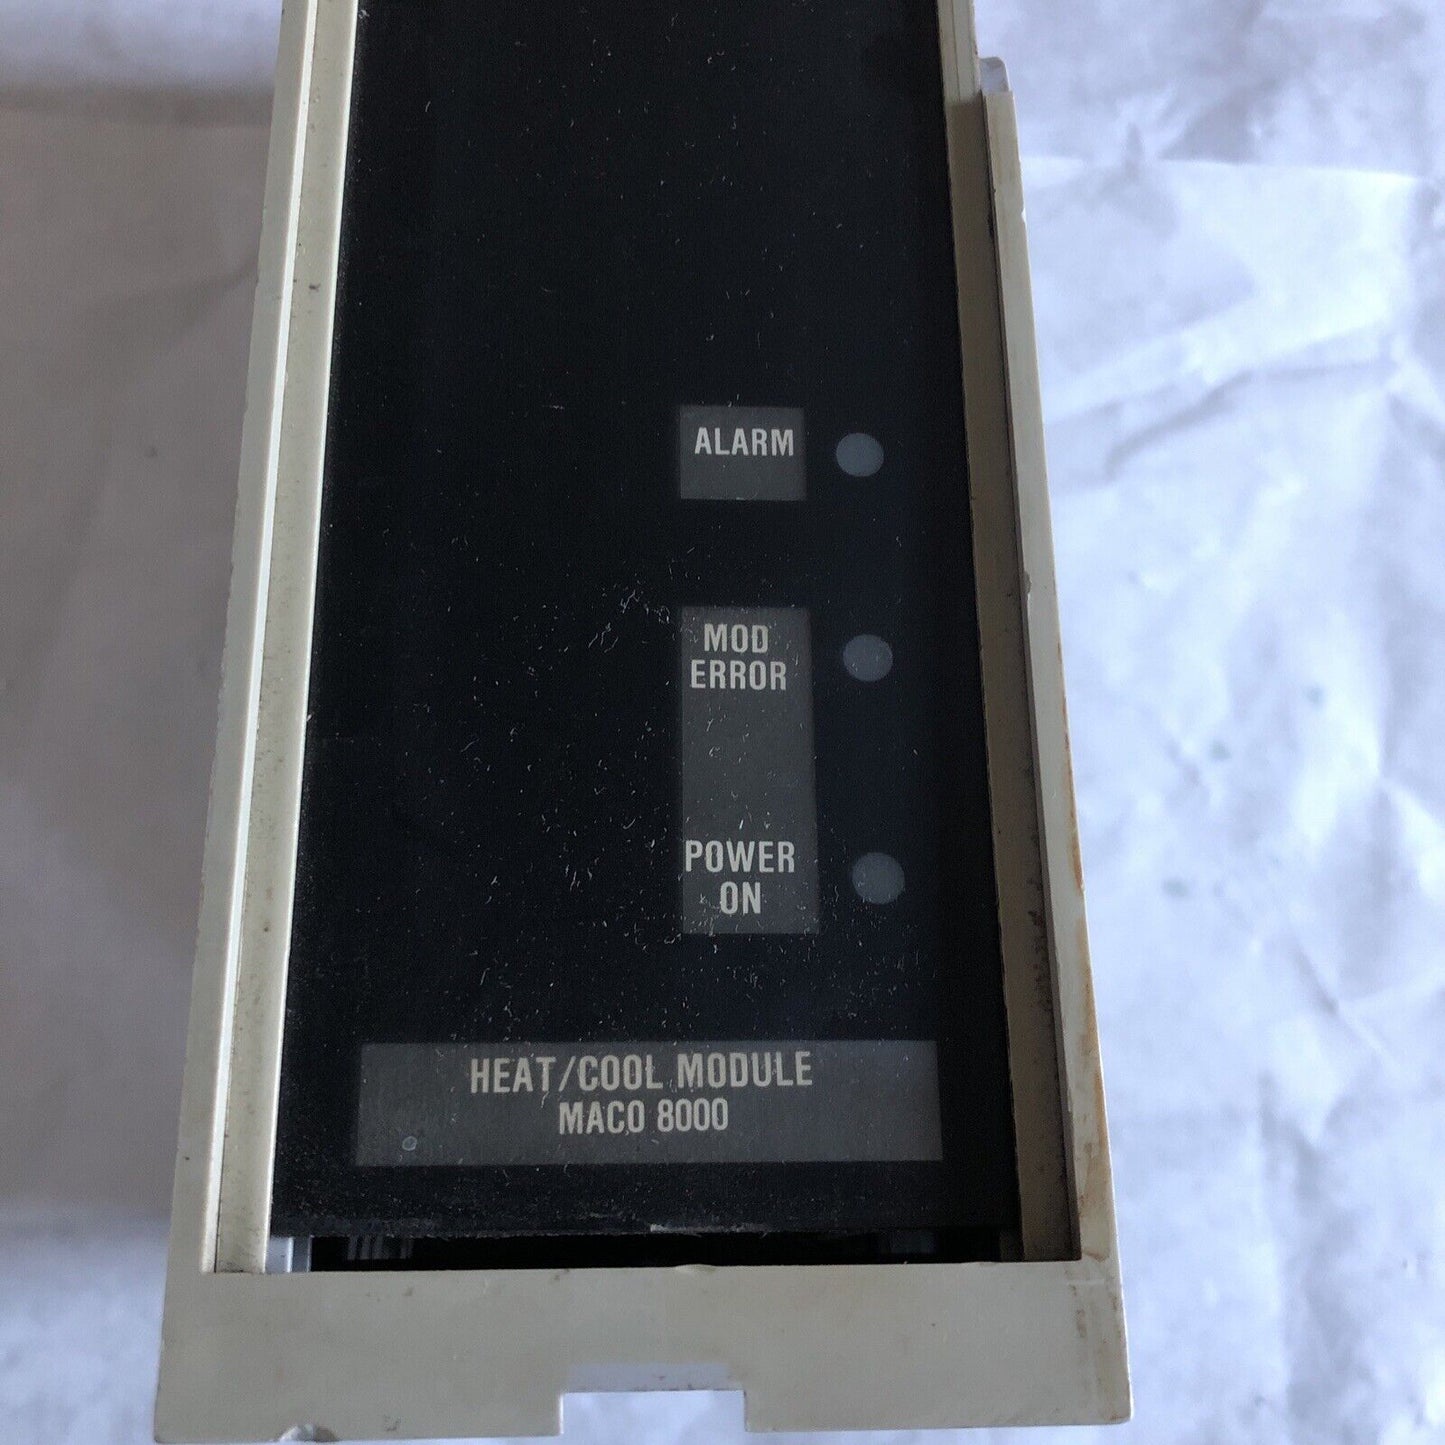 ALARM
MOD
ERROR
POWER
ON
HEAT/COOL MODULE
MACO 8000